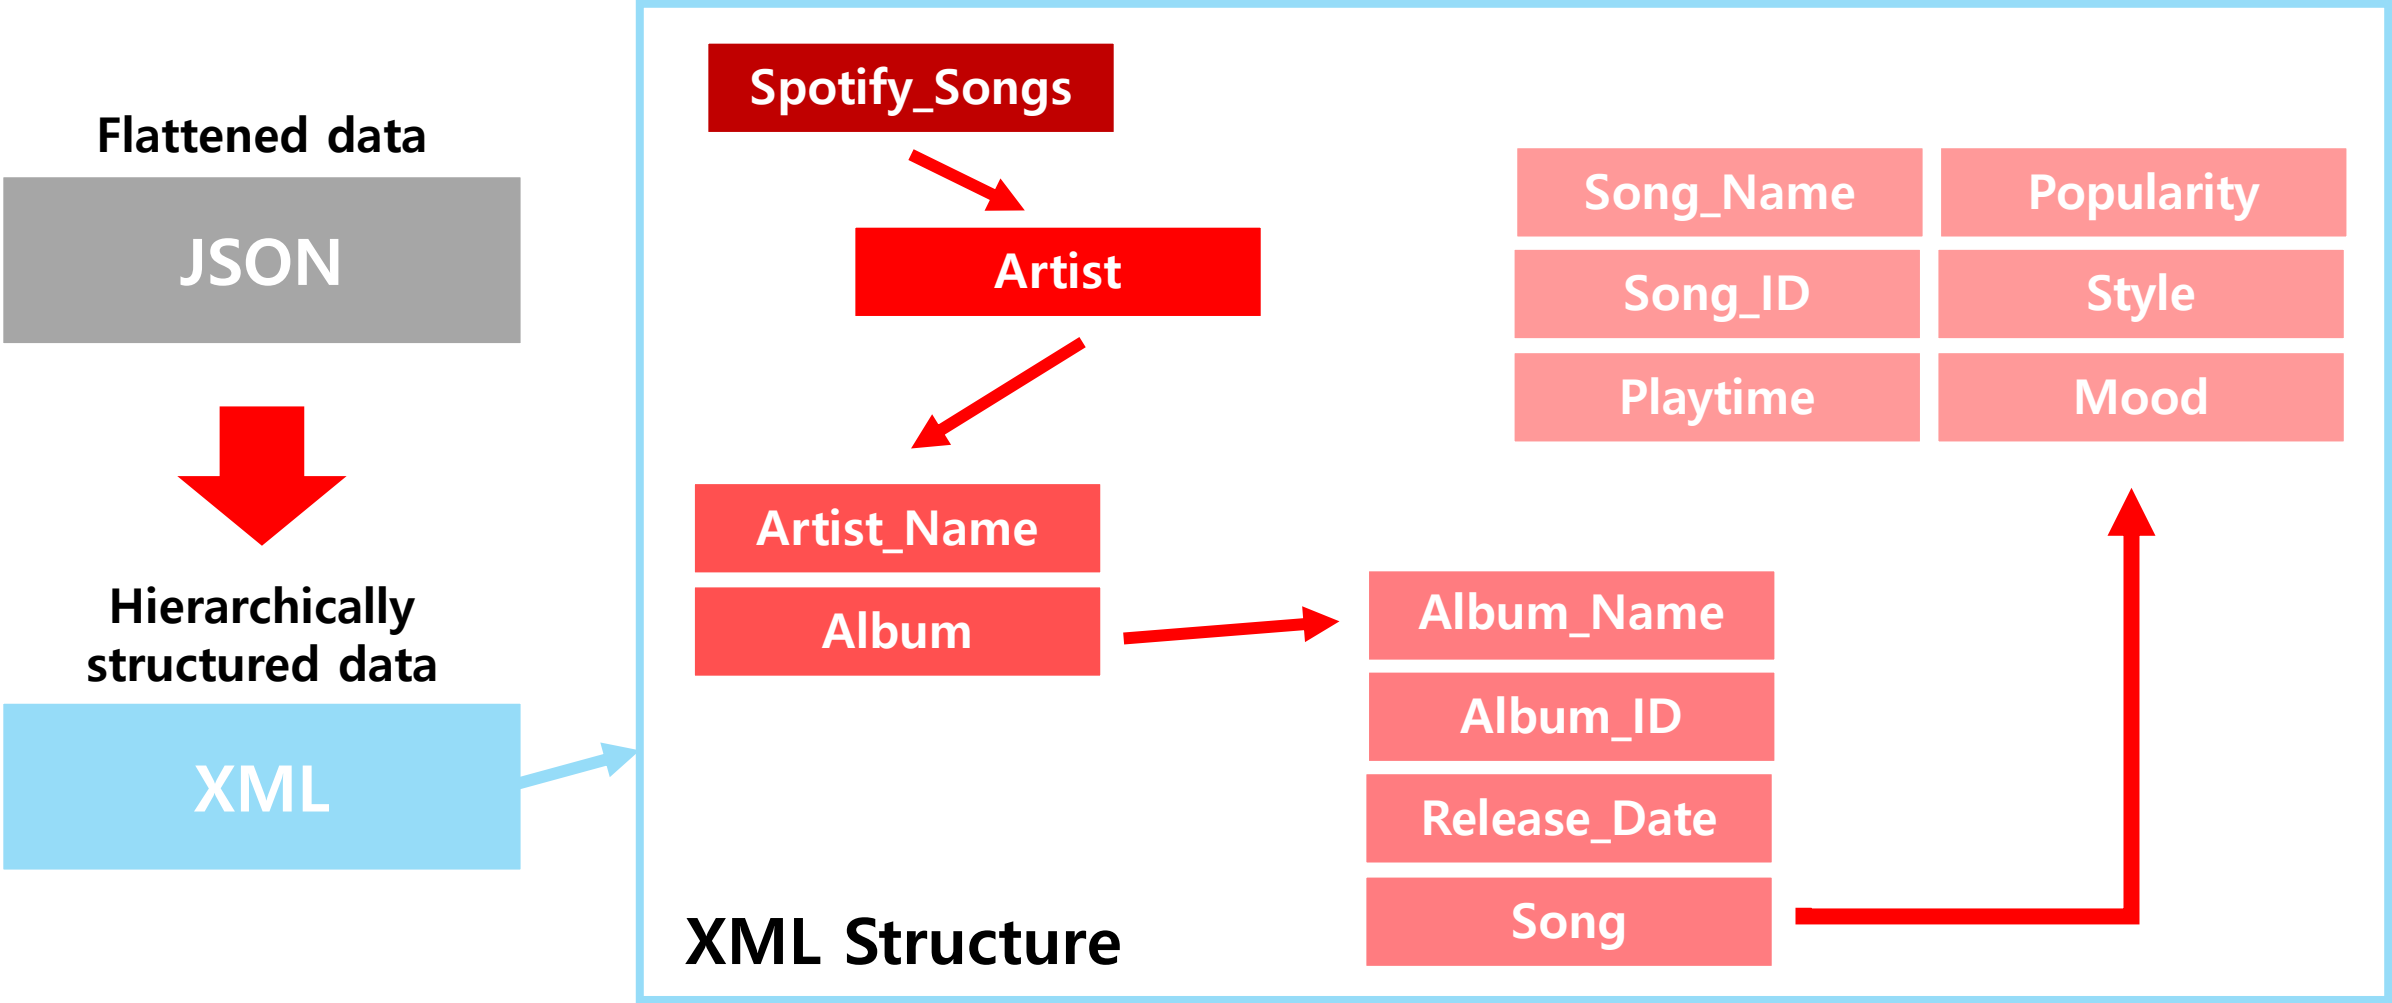 Flattened data
JSON
Hierarchically
structured data
XML
Spotify_Songs
Artist
Artist_Name
Album
Album_Name
Album_ID
Release_Date
Song
Song_Name
Popularity
Song_ID
Style
Playtime
Mood
XML Structure